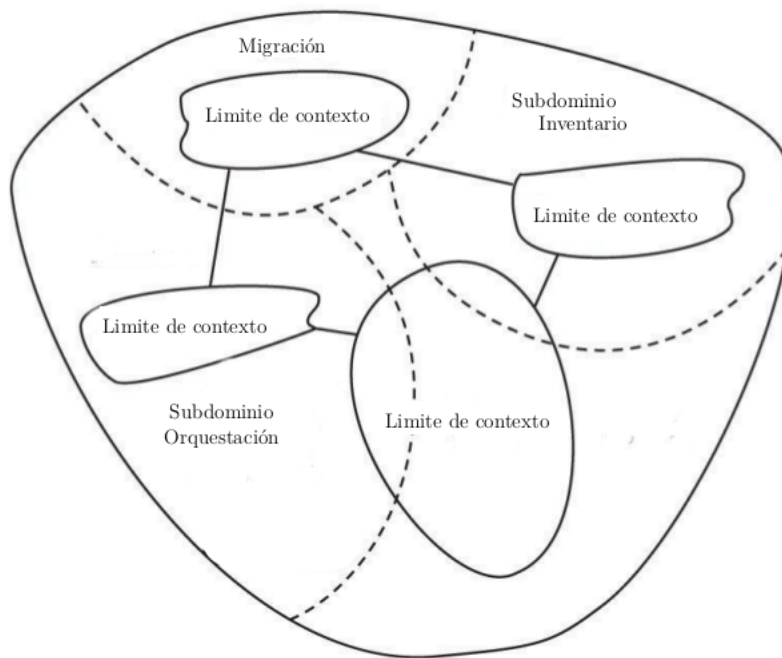 Migración
Limite de contexto
Subdominio
Inventario
Limite de contexto
Limite de contexto
Subdominio
Orquestación
Limite de contexto